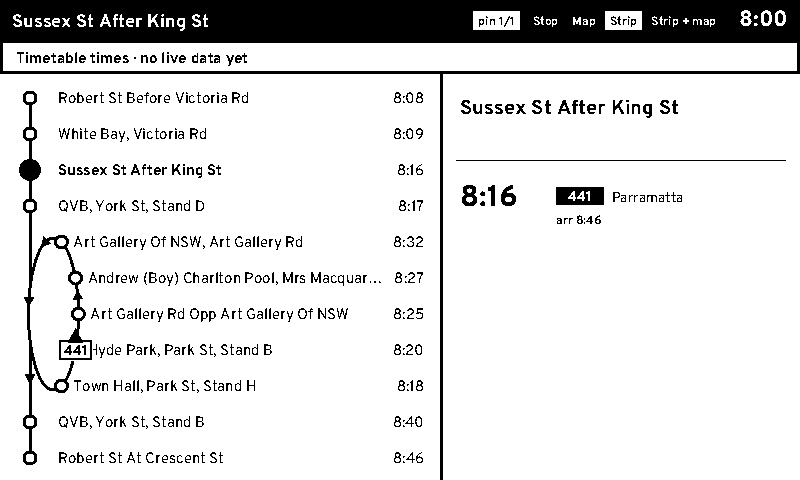 Sussex St After King St
pin 1/1 Stop Map Strip Strip + map 8:00
Timetable times · no live data yet
Robert St Before Victoria Rd 8:08
White Bay, Victoria Rd 8:09
Sussex St After King St 8:16
QVB, York St, Stand D 8:17
Art Gallery Of NSW, Art Gallery Rd 8:32
Andrew (Boy) Charlton Pool, Mrs Macquar... 8:27
Art Gallery Rd Opp Art Gallery Of NSW 8:25
441 Hyde Park, Park St, Stand B 8:20
Town Hall, Park St, Stand H 8:18
QVB, York St, Stand B 8:40
Robert St At Crescent St 8:46
Sussex St After King St
8:16 441 Parramatta
arr 8:46